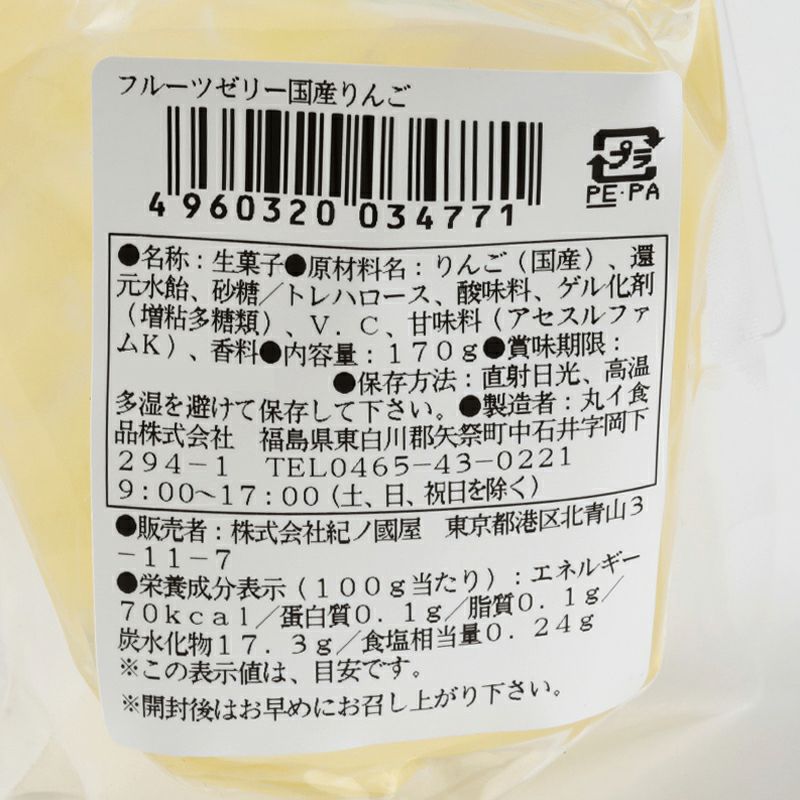 フルーツゼリー国産りんご
4 960320 034771
プラ
PE・PA
●名称：生菓子●原材料名：りんご（国産）、還
元水飴、砂糖／トレハロース、酸味料、ゲル化剤
（増粘多糖類）、Ｖ．Ｃ、甘味料（アセスルファ
ムＫ）、香料●内容量：１７０ｇ●賞味期限：
●保存方法：直射日光、高温
多湿を避けて保存して下さい。●製造者：丸イ食
品株式会社　福島県東白川郡矢祭町中石井字岡下
２９４－１　TEL0465－43－0221
９：００～１７：００（土、日、祝日を除く）
●販売者：株式会社紀ノ國屋　東京都港区北青山３
－１１－７
●栄養成分表示（１００ｇ当たり）：エネルギー
７０ｋｃａｌ／蛋白質０．１ｇ／脂質０．１ｇ／
炭水化物１７．３ｇ／食塩相当量０．２４ｇ
※この表示値は、目安です。
※開封後はお早めにお召し上がり下さい。